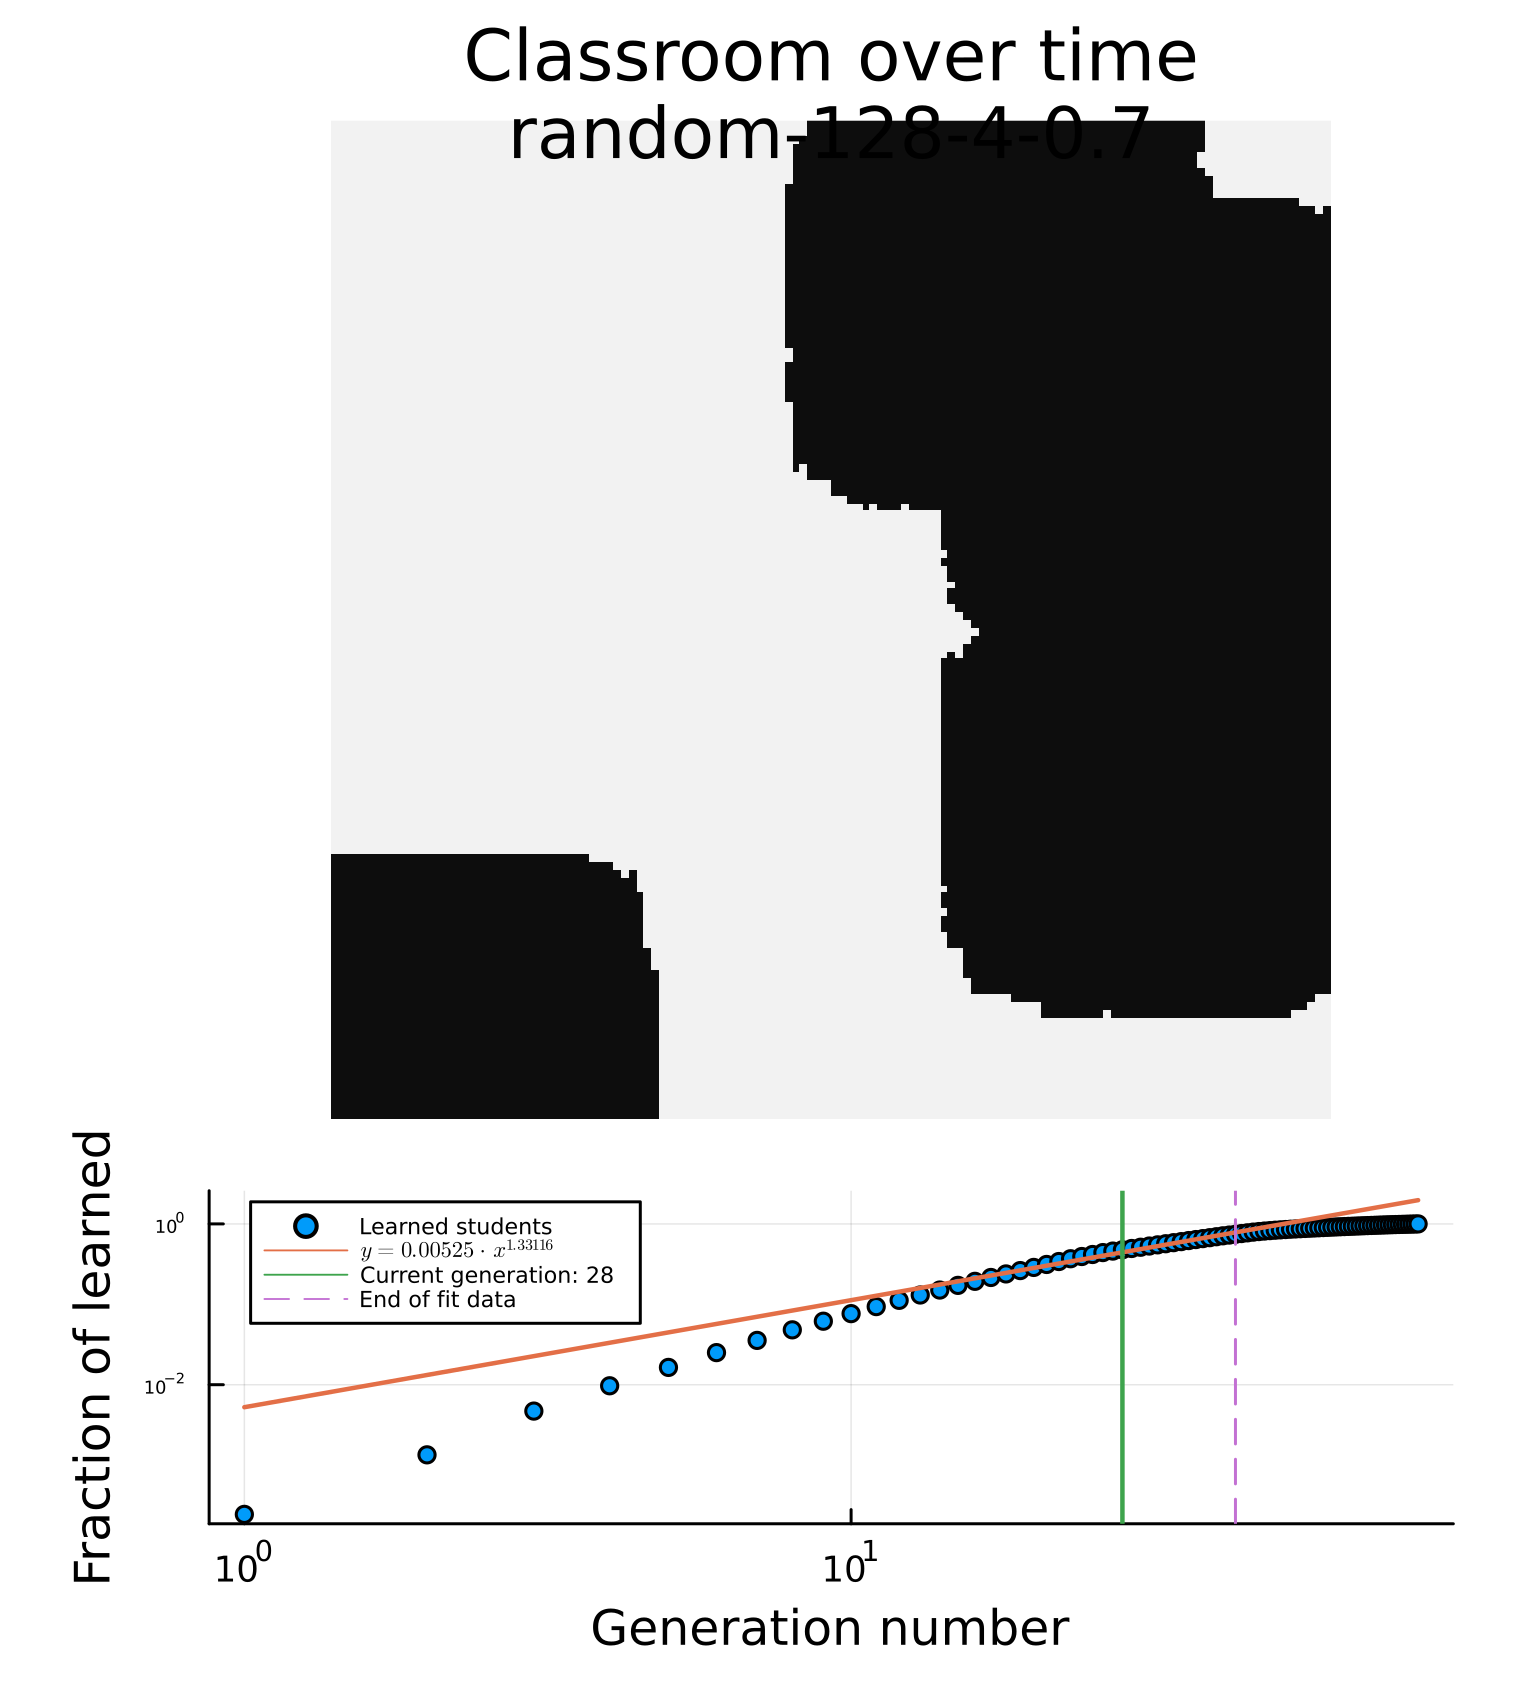 Classroom over time
random-128-4-0.7
Fraction of learned
10⁰
10⁻²
Learned students
y = 0.00525 · x^1.33116
Current generation: 28
End of fit data
10⁰
10¹
Generation number